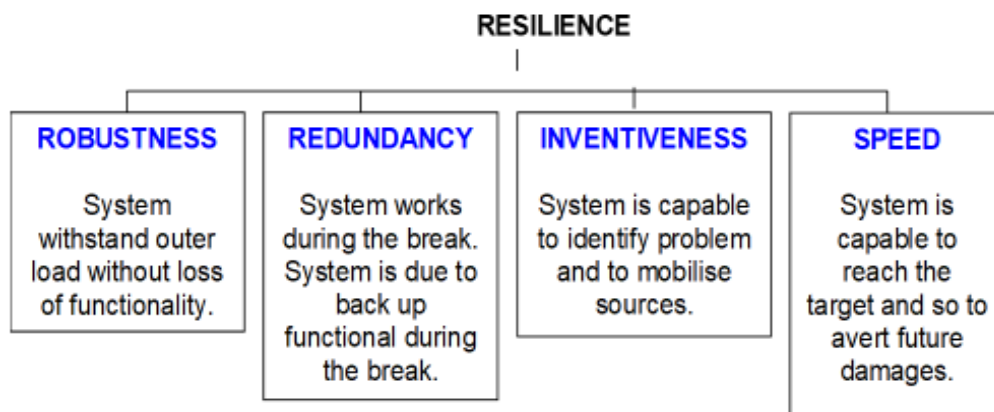 RESILIENCE
ROBUSTNESS
System
withstand outer
load without loss
of functionality.
REDUNDANCY
System works
during the break.
System is due to
back up
functional during
the break.
INVENTIVENESS
System is capable
to identify problem
and to mobilise
sources.
SPEED
System is
capable to
reach the
target and so to
avert future
damages.